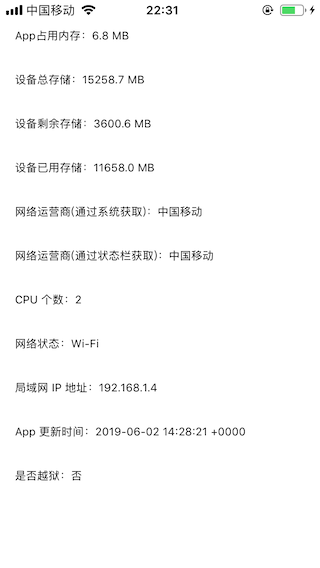 中国移动 22:31
App占用内存：6.8 MB
设备总存储：15258.7 MB
设备剩余存储：3600.6 MB
设备已用存储：11658.0 MB
网络运营商(通过系统获取)：中国移动
网络运营商(通过状态栏获取)：中国移动
CPU 个数：2
网络状态：Wi-Fi
局域网 IP 地址：192.168.1.4
App 更新时间：2019-06-02 14:28:21 +0000
是否越狱：否